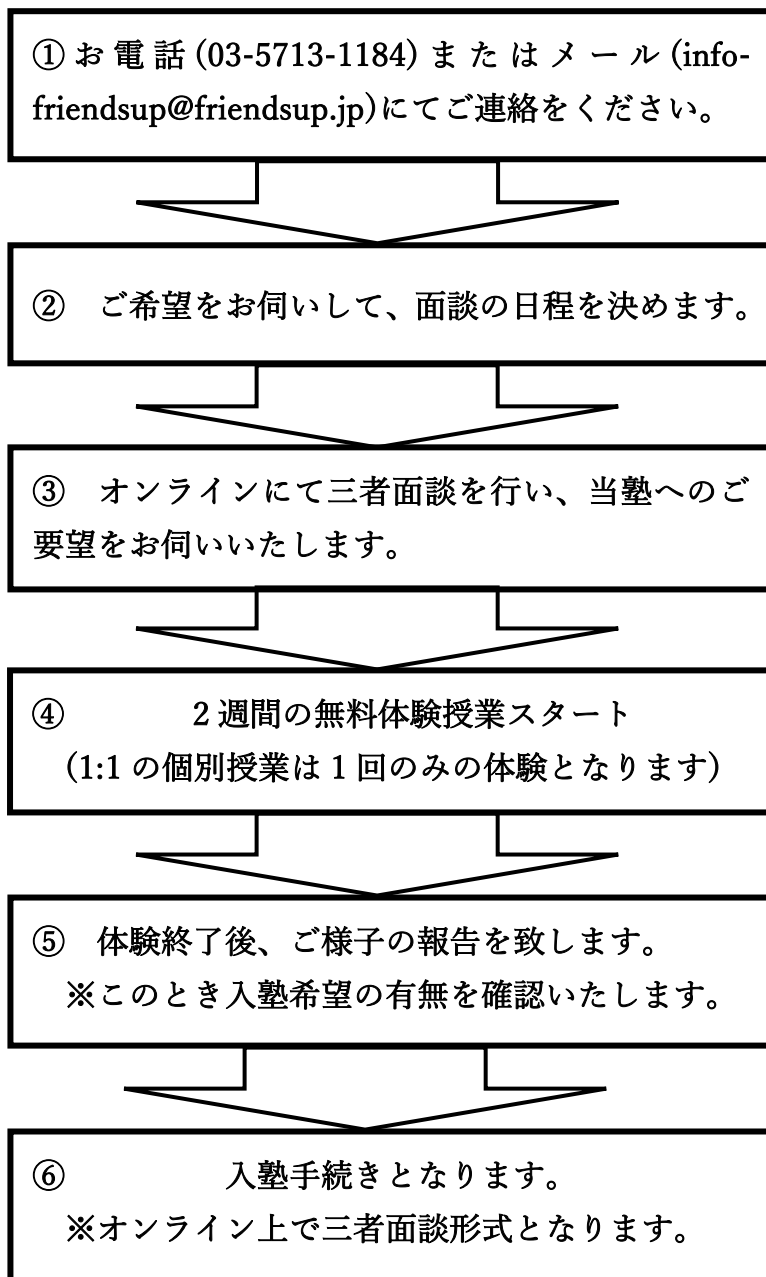 ①お電話(03-5713-1184)またはメール(info-
friendsup@friendsup.jp)にてご連絡をください。
②　ご希望をお伺いして、面談の日程を決めます。
③　オンラインにて三者面談を行い、当塾へのご
要望をお伺いいたします。
④　2週間の無料体験授業スタート
（1:1の個別授業は1回のみの体験となります）
⑤　体験終了後、ご様子の報告を致します。
※このとき入塾希望の有無を確認いたします。
⑥　入塾手続きとなります。
※オンライン上で三者面談形式となります。